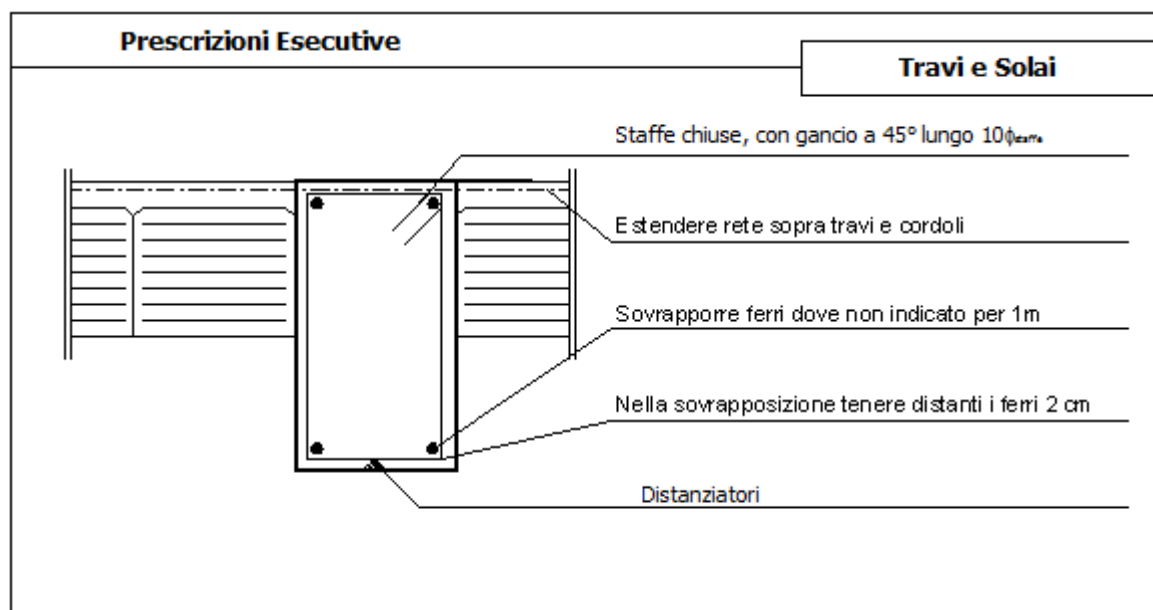 Prescrizioni Esecutive
Travi e Solai
Staffe chiuse, con gancio a 45° lungo 10ϕstaffa
Estendere rete sopra travi e cordoli
Sovrapporre ferri dove non indicato per 1m
Nella sovrapposizione tenere distanti i ferri 2 cm
Distanziatori